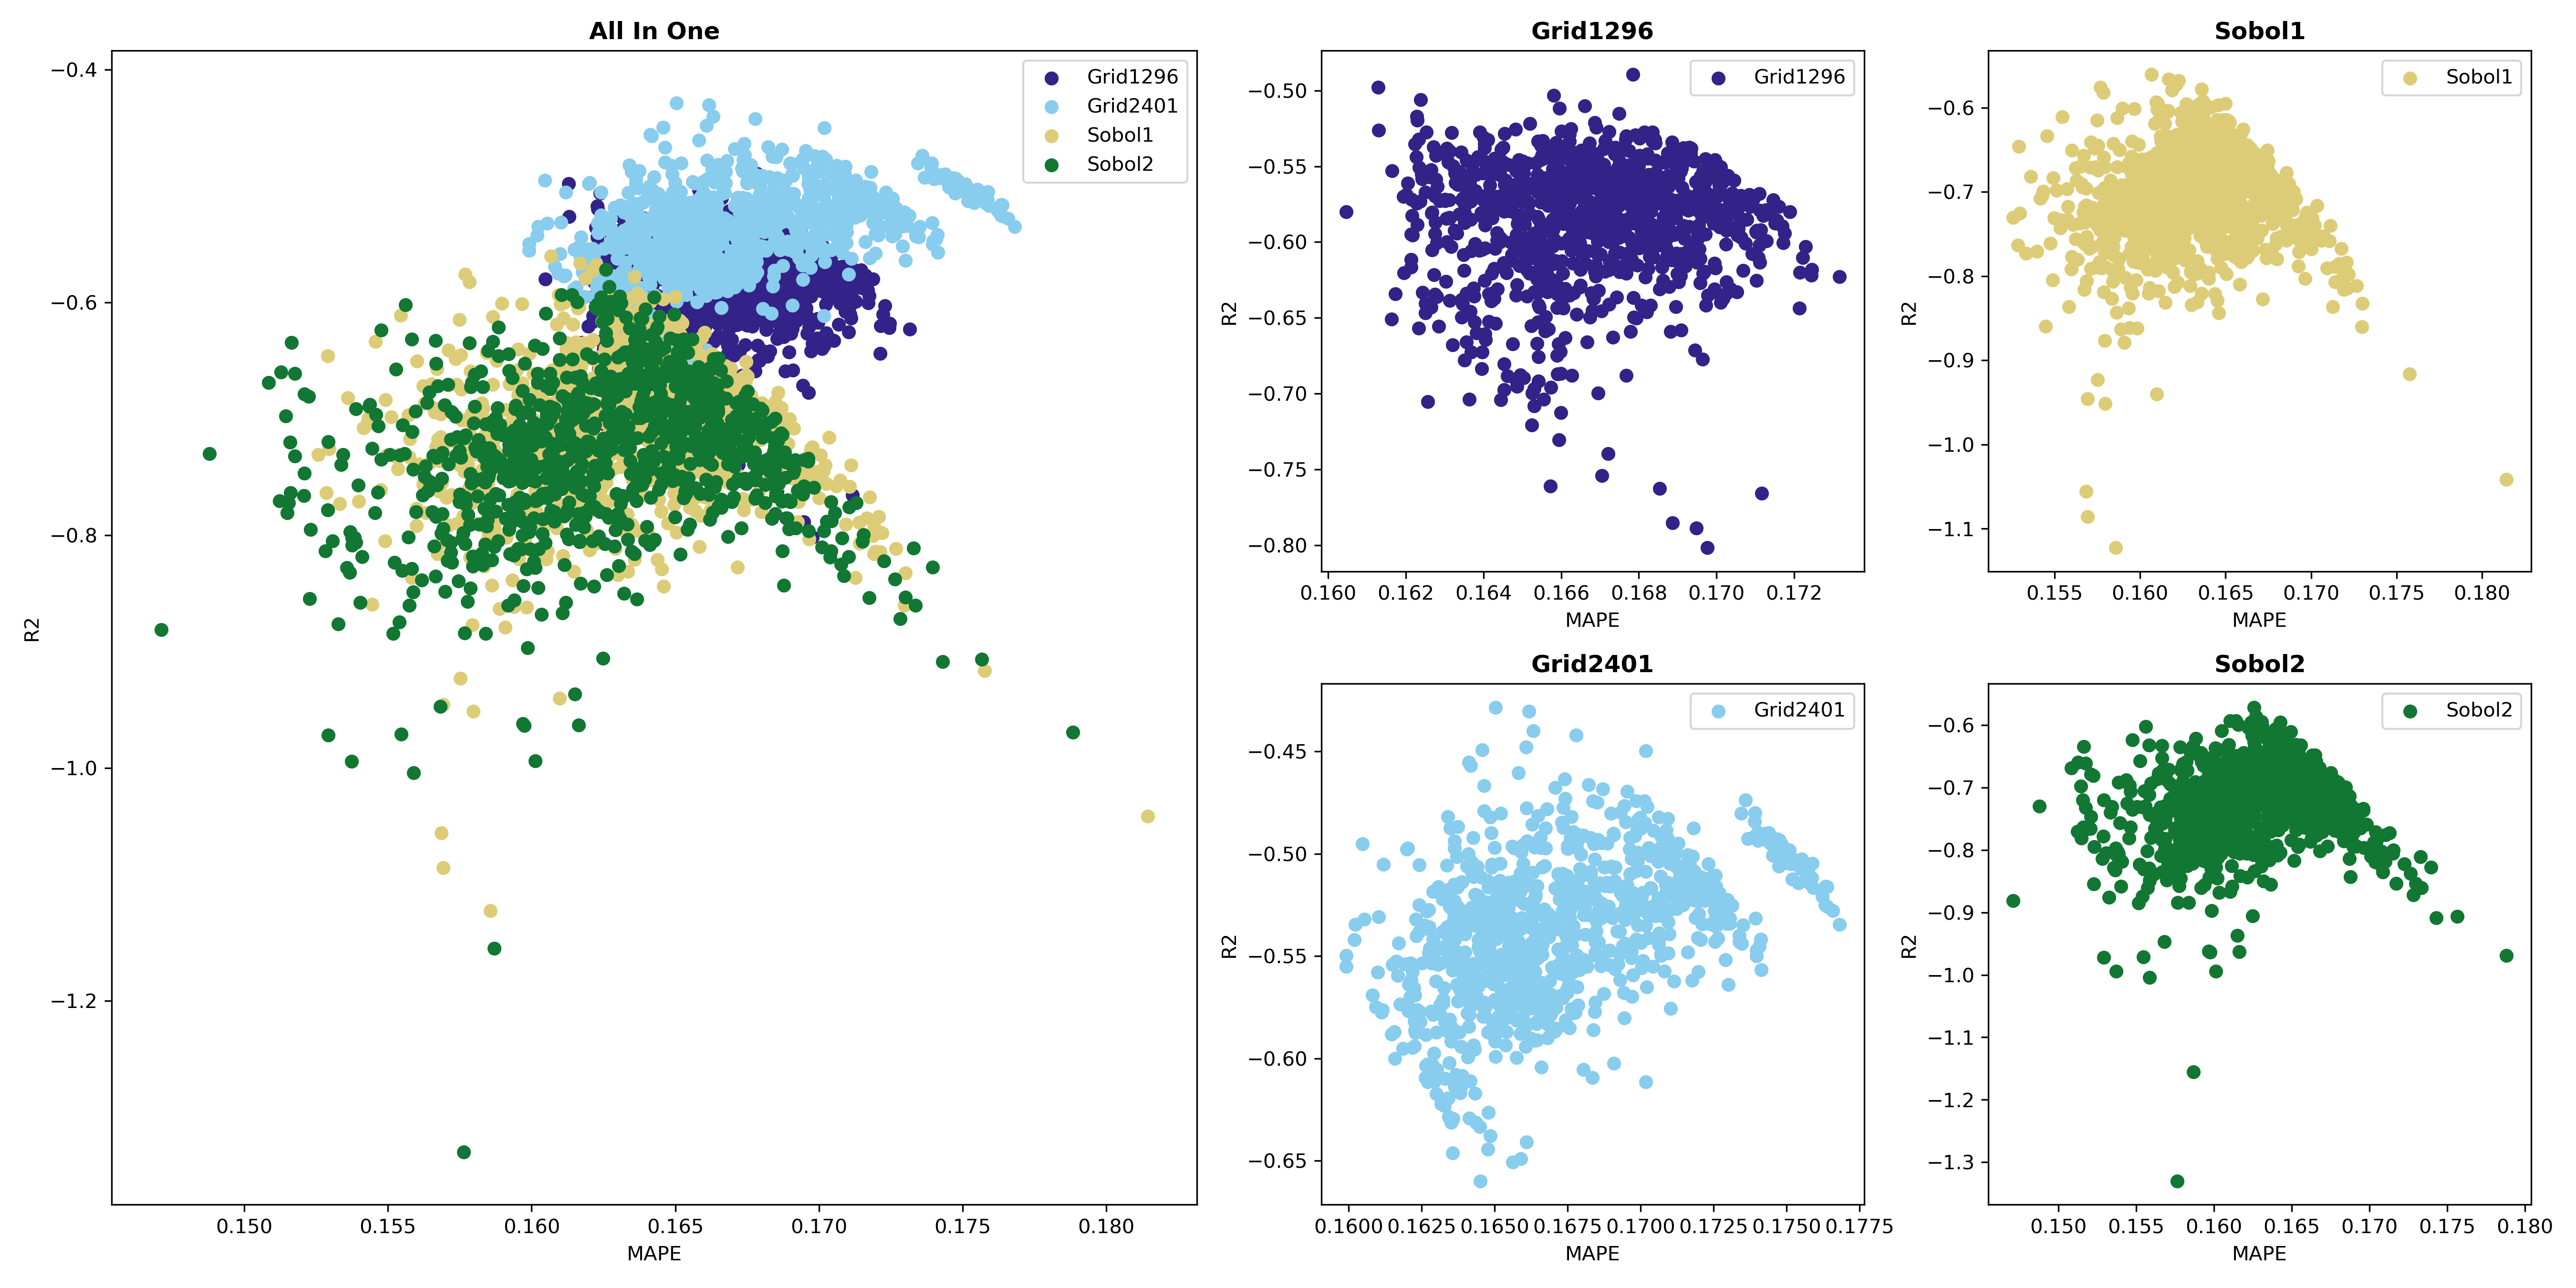 All In One
Grid1296
Grid2401
Sobol1
Sobol2
R2
−0.4
−0.6
−0.8
−1.0
−1.2
0.150 0.155 0.160 0.165 0.170 0.175 0.180
MAPE
Grid1296
Grid1296
R2
−0.50
−0.55
−0.60
−0.65
−0.70
−0.75
−0.80
0.160 0.162 0.164 0.166 0.168 0.170 0.172
MAPE
Sobol1
Sobol1
R2
−0.6
−0.7
−0.8
−0.9
−1.0
−1.1
0.155 0.160 0.165 0.170 0.175 0.180
MAPE
Grid2401
Grid2401
R2
−0.45
−0.50
−0.55
−0.60
−0.65
0.1600 0.1625 0.1650 0.1675 0.1700 0.1725 0.1750 0.1775
MAPE
Sobol2
Sobol2
R2
−0.6
−0.7
−0.8
−0.9
−1.0
−1.1
−1.2
−1.3
0.150 0.155 0.160 0.165 0.170 0.175 0.180
MAPE